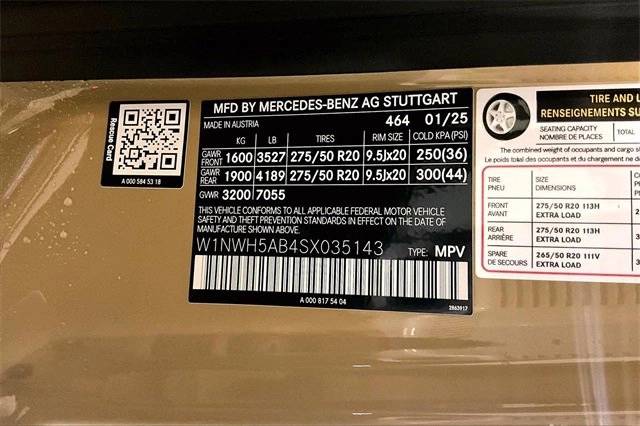 Rescue Card
A 000 584 53 18
MFD BY MERCEDES-BENZ AG STUTTGART
MADE IN AUSTRIA 464 01/25
KG LB TIRES RIM SIZE COLD KPA(PSI)
GAWR FRONT 1600 3527 275/50 R20 9.5Jx20 250(36)
GAWR REAR 1900 4189 275/50 R20 9.5Jx20 300(44)
GVWR 3200 7055
THIS VEHICLE CONFORMS TO ALL APPLICABLE FEDERAL MOTOR VEHICLE
SAFETY AND THEFT PREVENTION STANDARDS IN EFFECT ON THE DATE OF
MANUFACTURE SHOWN ABOVE.
W1NWH5AB4SX035143 TYPE: MPV
A 000 817 54 04
2863917
TIRE AND
RENSEIGNEMENTS
SEATING CAPACITY TOTAL
NOMBRE DE PLACES
The combined weight of occupants and cargo
Le poids total des occupants et du chargement ne
TIRE SIZE
PNEU DIMENSIONS
FRONT 275/50 R20 113H
AVANT EXTRA LOAD
REAR 275/50 R20 113H
ARRIÈRE EXTRA LOAD
SPARE 265/50 R20 111V
DE SECOURS EXTRA LOAD